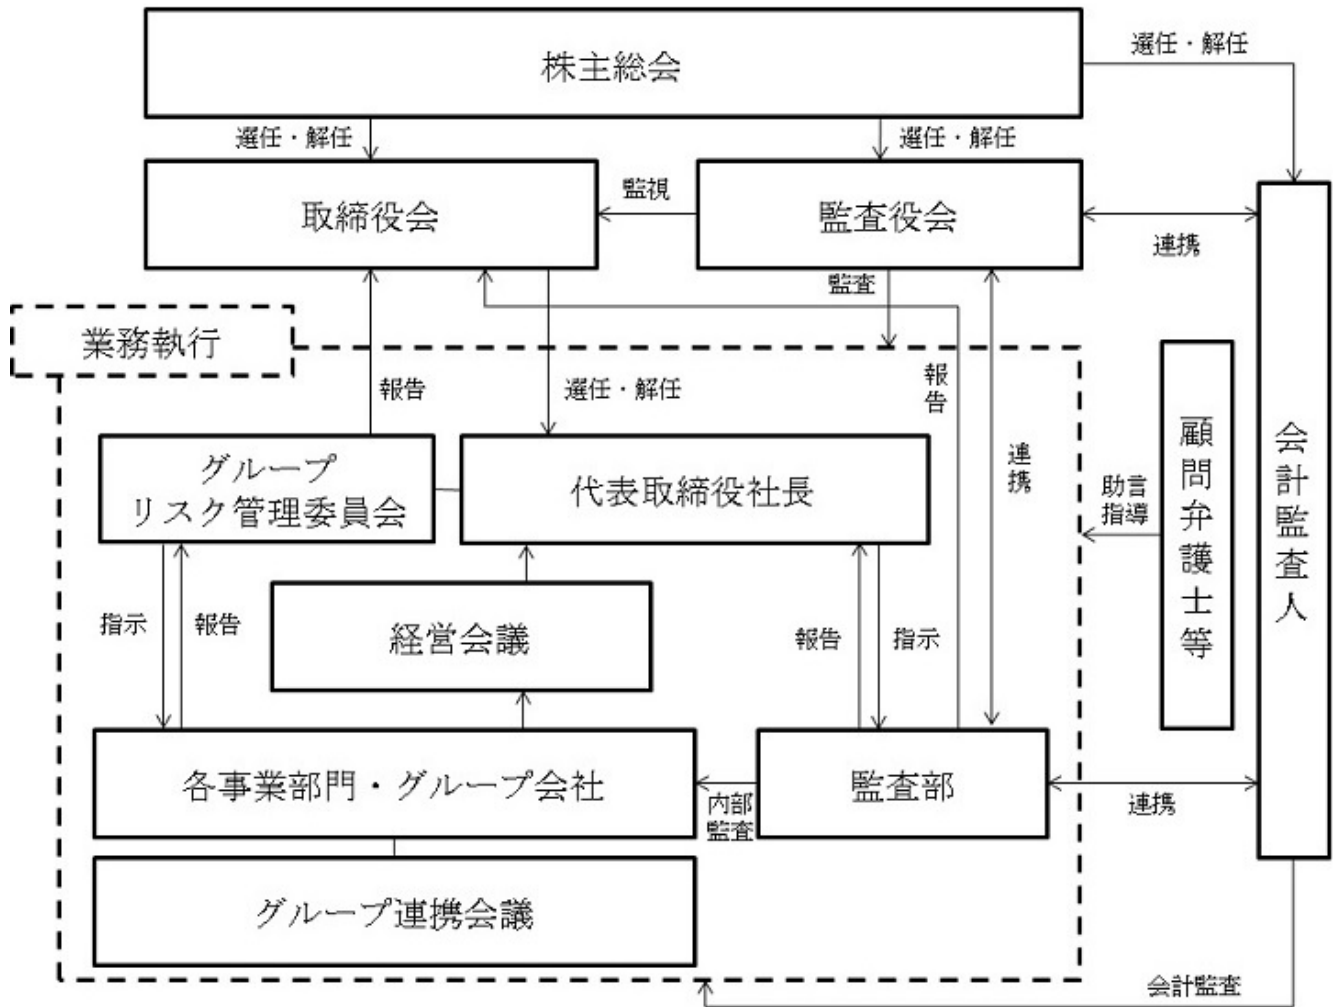 株主総会
選任・解任
選任・解任
選任・解任
取締役会
監視
監査役会
連携
監査
業務執行
報告
選任・解任
報
告
連
携
グループ
リスク管理委員会
代表取締役社長
助言
指導
顧問弁護士等
会計監査人
指示
報告
経営会議
報告
指示
各事業部門・グループ会社
内部
監査
監査部
連携
グループ連携会議
会計監査